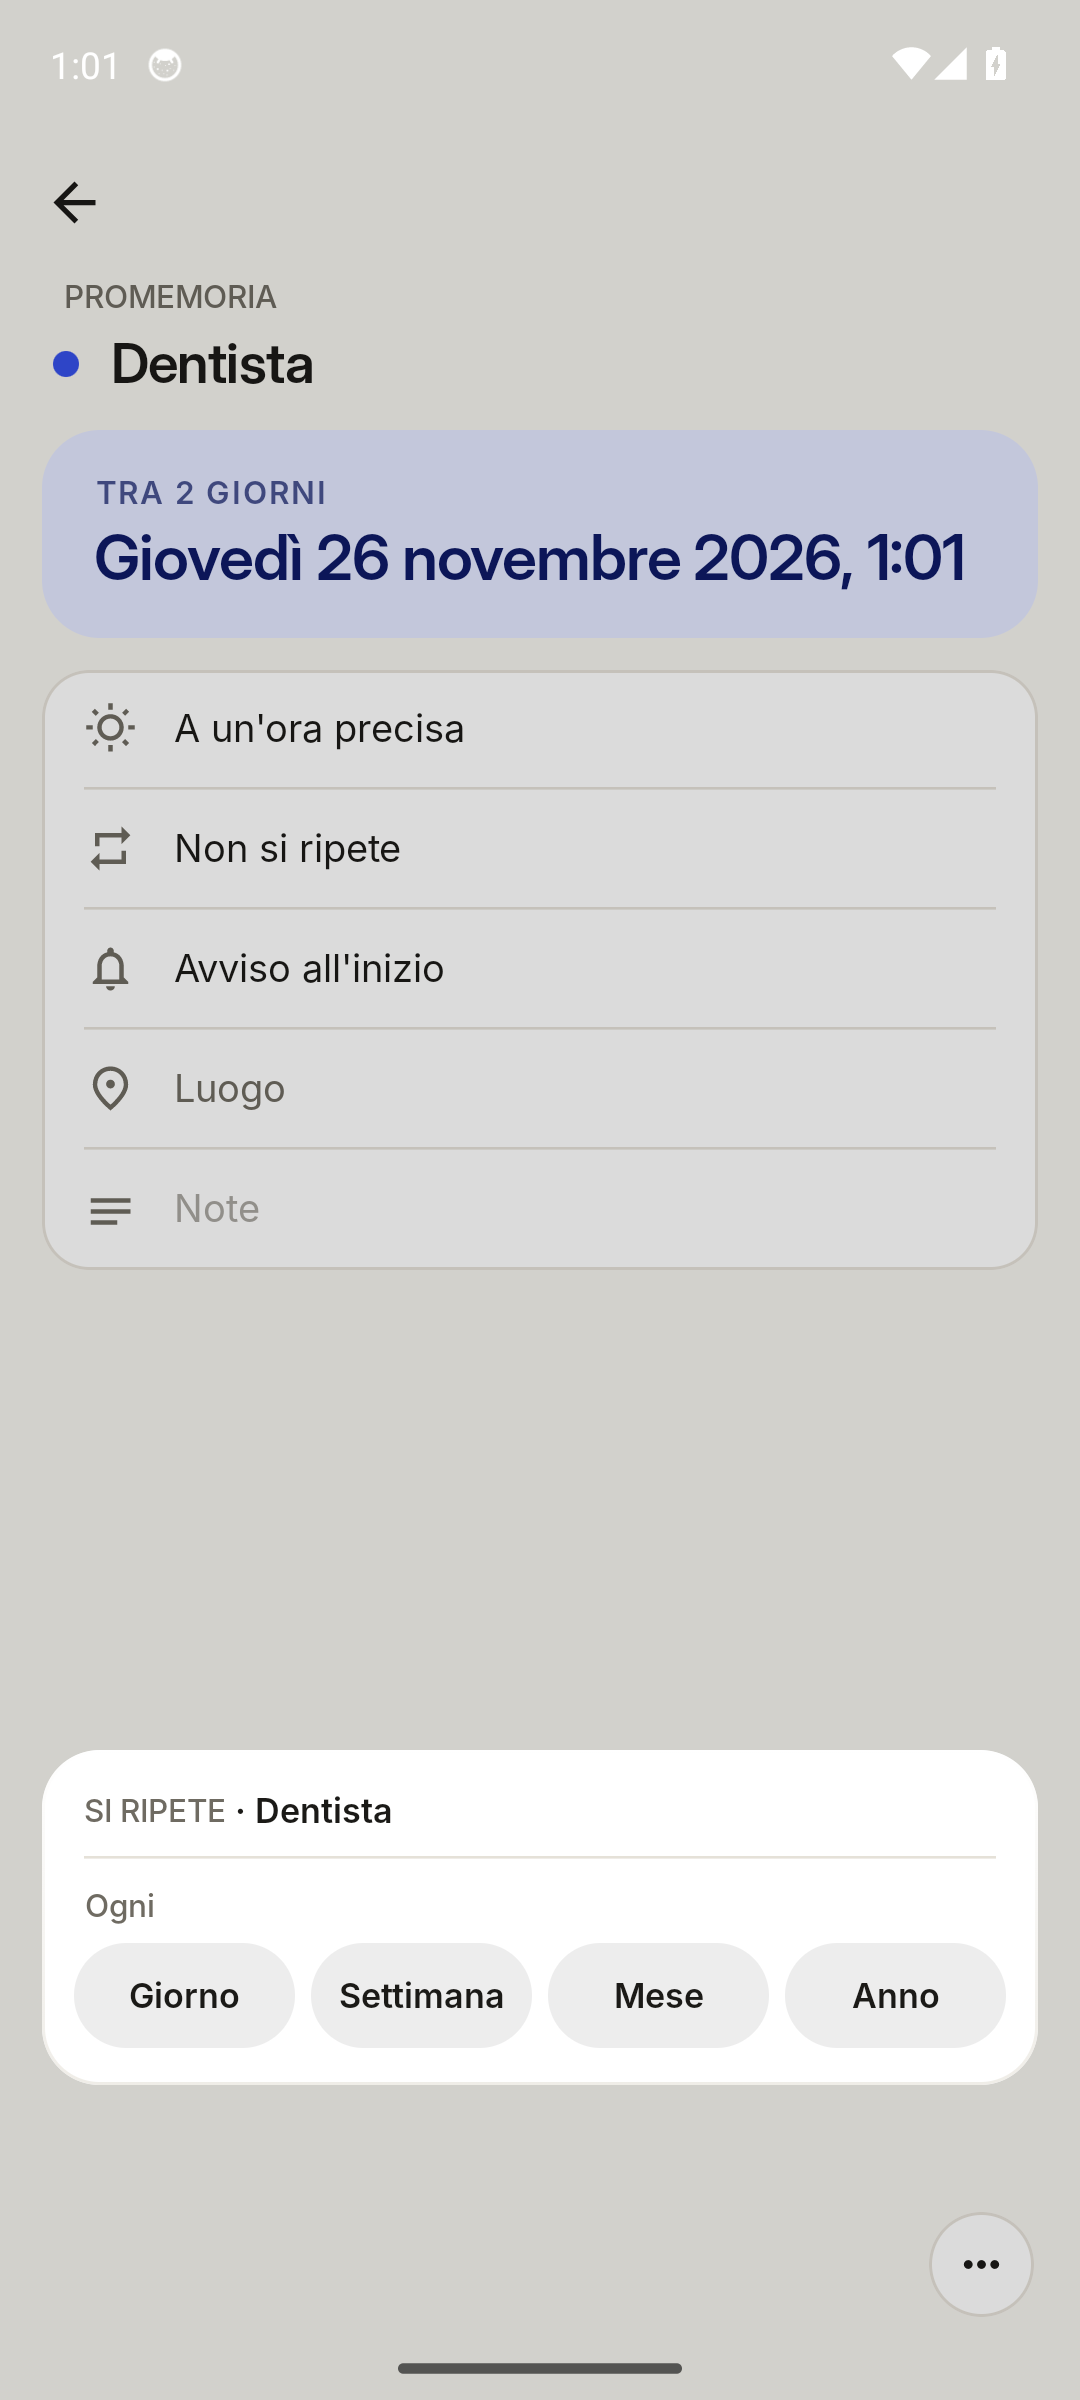 1:01
PROMEMORIA
Dentista
TRA 2 GIORNI
Giovedì 26 novembre 2026, 1:01
A un'ora precisa
Non si ripete
Avviso all'inizio
Luogo
Note
SI RIPETE · Dentista
Ogni
Giorno Settimana Mese Anno